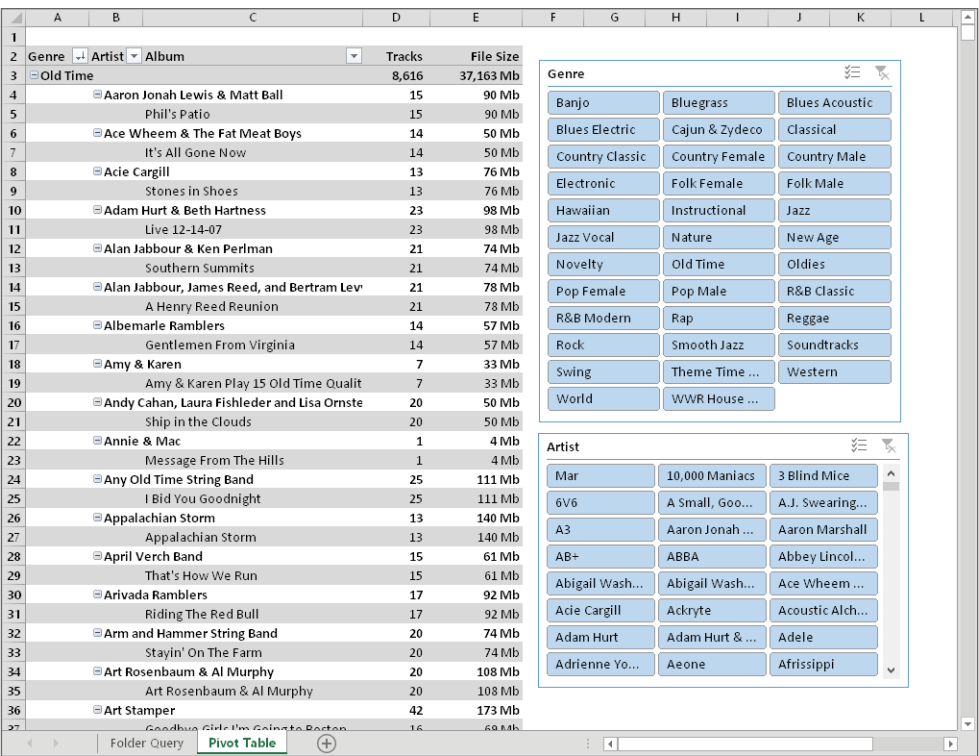 A B C D E F G H I J K L
1
2 Genre Artist Album Tracks File Size
3 Old Time 8,616 37,163 Mb
4 Aaron Jonah Lewis & Matt Ball 15 90 Mb
5 Phil's Patio 15 90 Mb
6 Ace Wheem & The Fat Meat Boys 14 50 Mb
7 It's All Gone Now 14 50 Mb
8 Acie Cargill 13 76 Mb
9 Stones in Shoes 13 76 Mb
10 Adam Hurt & Beth Hartness 23 98 Mb
11 Live 12-14-07 23 98 Mb
12 Alan Jabbour & Ken Perlman 21 74 Mb
13 Southern Summits 21 74 Mb
14 Alan Jabbour, James Reed, and Bertram Lev 21 78 Mb
15 A Henry Reed Reunion 21 78 Mb
16 Albemarle Ramblers 14 57 Mb
17 Gentlemen From Virginia 14 57 Mb
18 Amy & Karen 7 33 Mb
19 Amy & Karen Play 15 Old Time Qualit 7 33 Mb
20 Andy Cahan, Laura Fishleder and Lisa Ornste 20 50 Mb
21 Ship in the Clouds 20 50 Mb
22 Annie & Mac 1 4 Mb
23 Message From The Hills 1 4 Mb
24 Any Old Time String Band 25 111 Mb
25 I Bid You Goodnight 25 111 Mb
26 Appalachian Storm 13 140 Mb
27 Appalachian Storm 13 140 Mb
28 April Verch Band 15 61 Mb
29 That's How We Run 15 61 Mb
30 Arivada Ramblers 17 92 Mb
31 Riding The Red Bull 17 92 Mb
32 Arm and Hammer String Band 20 74 Mb
33 Stayin' On The Farm 20 74 Mb
34 Art Rosenbaum & Al Murphy 20 108 Mb
35 Art Rosenbaum & Al Murphy 20 108 Mb
36 Art Stamper 42 173 Mb
37 Goodbye Girls I'm Going to Boston 16 69 Mb
Genre
Banjo Bluegrass Blues Acoustic
Blues Electric Cajun & Zydeco Classical
Country Classic Country Female Country Male
Electronic Folk Female Folk Male
Hawaiian Instructional Jazz
Jazz Vocal Nature New Age
Novelty Old Time Oldies
Pop Female Pop Male R&B Classic
R&B Modern Rap Reggae
Rock Smooth Jazz Soundtracks
Swing Theme Time ... Western
World WWR House ...
Artist
Mar 10,000 Maniacs 3 Blind Mice
6V6 A Small, Goo... A.J. Swearing...
A3 Aaron Jonah ... Aaron Marshall
AB+ ABBA Abbey Lincol...
Abigail Wash... Abigail Wash... Ace Wheem ...
Acie Cargill Ackryte Acoustic Alch...
Adam Hurt Adam Hurt & ... Adele
Adrienne Yo... Aeone Afrissippi
Folder Query Pivot Table